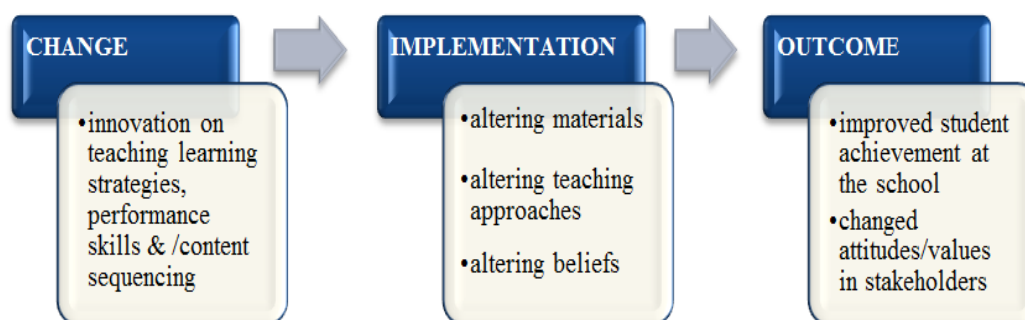 CHANGE
•innovation on
teaching learning
strategies,
performance
skills & /content
sequencing
IMPLEMENTATION
•altering materials
•altering teaching
approaches
•altering beliefs
OUTCOME
•improved student
achievement at
the school
•changed
attitudes/values
in stakeholders